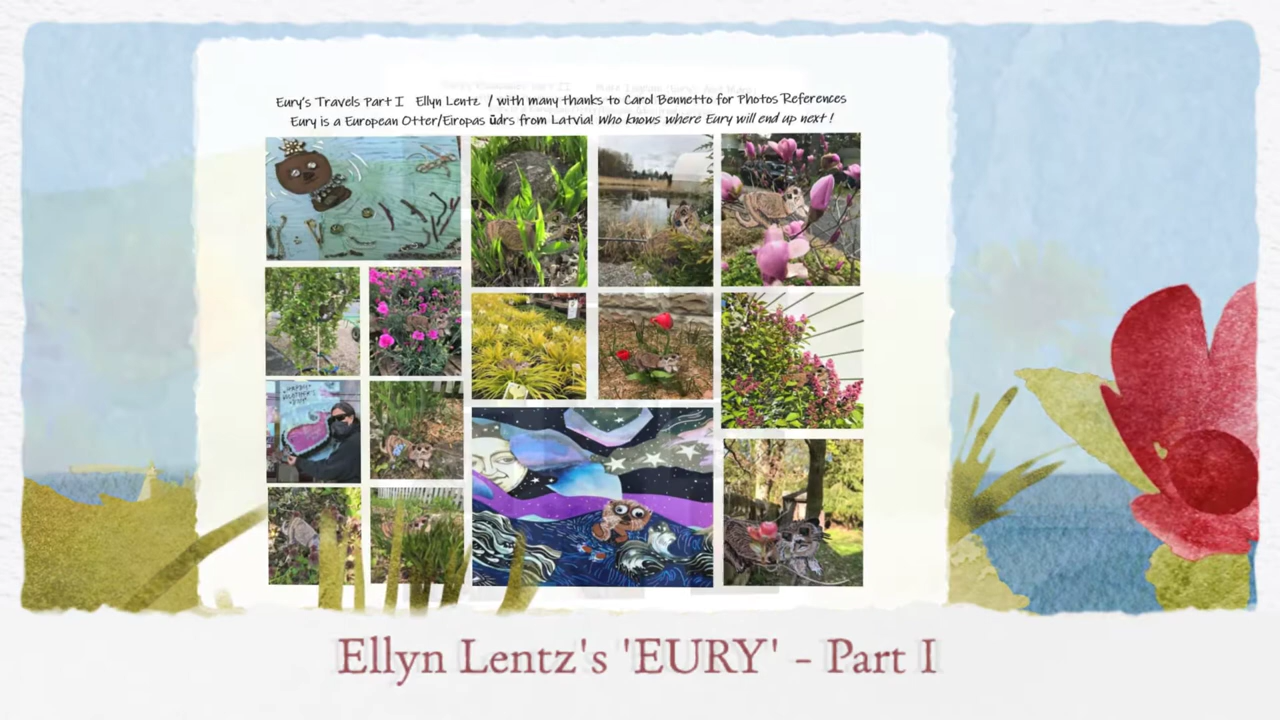 Eury's Travels Part I Ellyn Lentz / with many thanks to Carol Bennetto for Photos References
Eury is a European Otter/Eiropas ūdrs from Latvia! Who knows where Eury will end up next !
Ellyn Lentz's 'EURY' - Part I